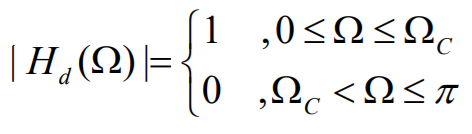 | H_d(Ω) |= { 1 , 0 ≤ Ω ≤ Ω_C
0 , Ω_C < Ω ≤ π